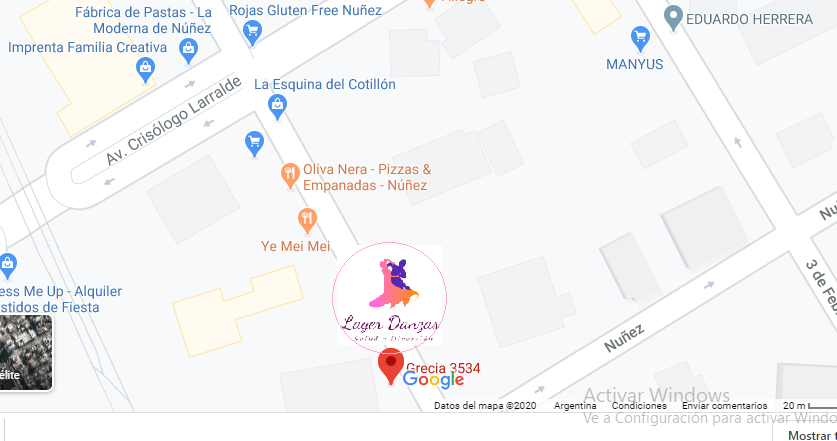 Fábrica de Pastas - La
Moderna de Núñez
Rojas Gluten Free Nuñez
EDUARDO HERRERA
Imprenta Familia Creativa
MANYUS
La Esquina del Cotillón
Av. Crisólogo Larralde
Oliva Nera - Pizzas &
Empanadas - Núñez
Ye Mei Mei
ess Me Up - Alquiler
stidos de Fiesta
Lager Danzas
Salud y Diversión
3 de Feb
Nuñez
élite
Grecia 3534
Google
Activar Windows
Datos del mapa ©2020 Argentina Condiciones Enviar comentarios 20 m
Ve a Configuración para activar Windo
Mostrar t